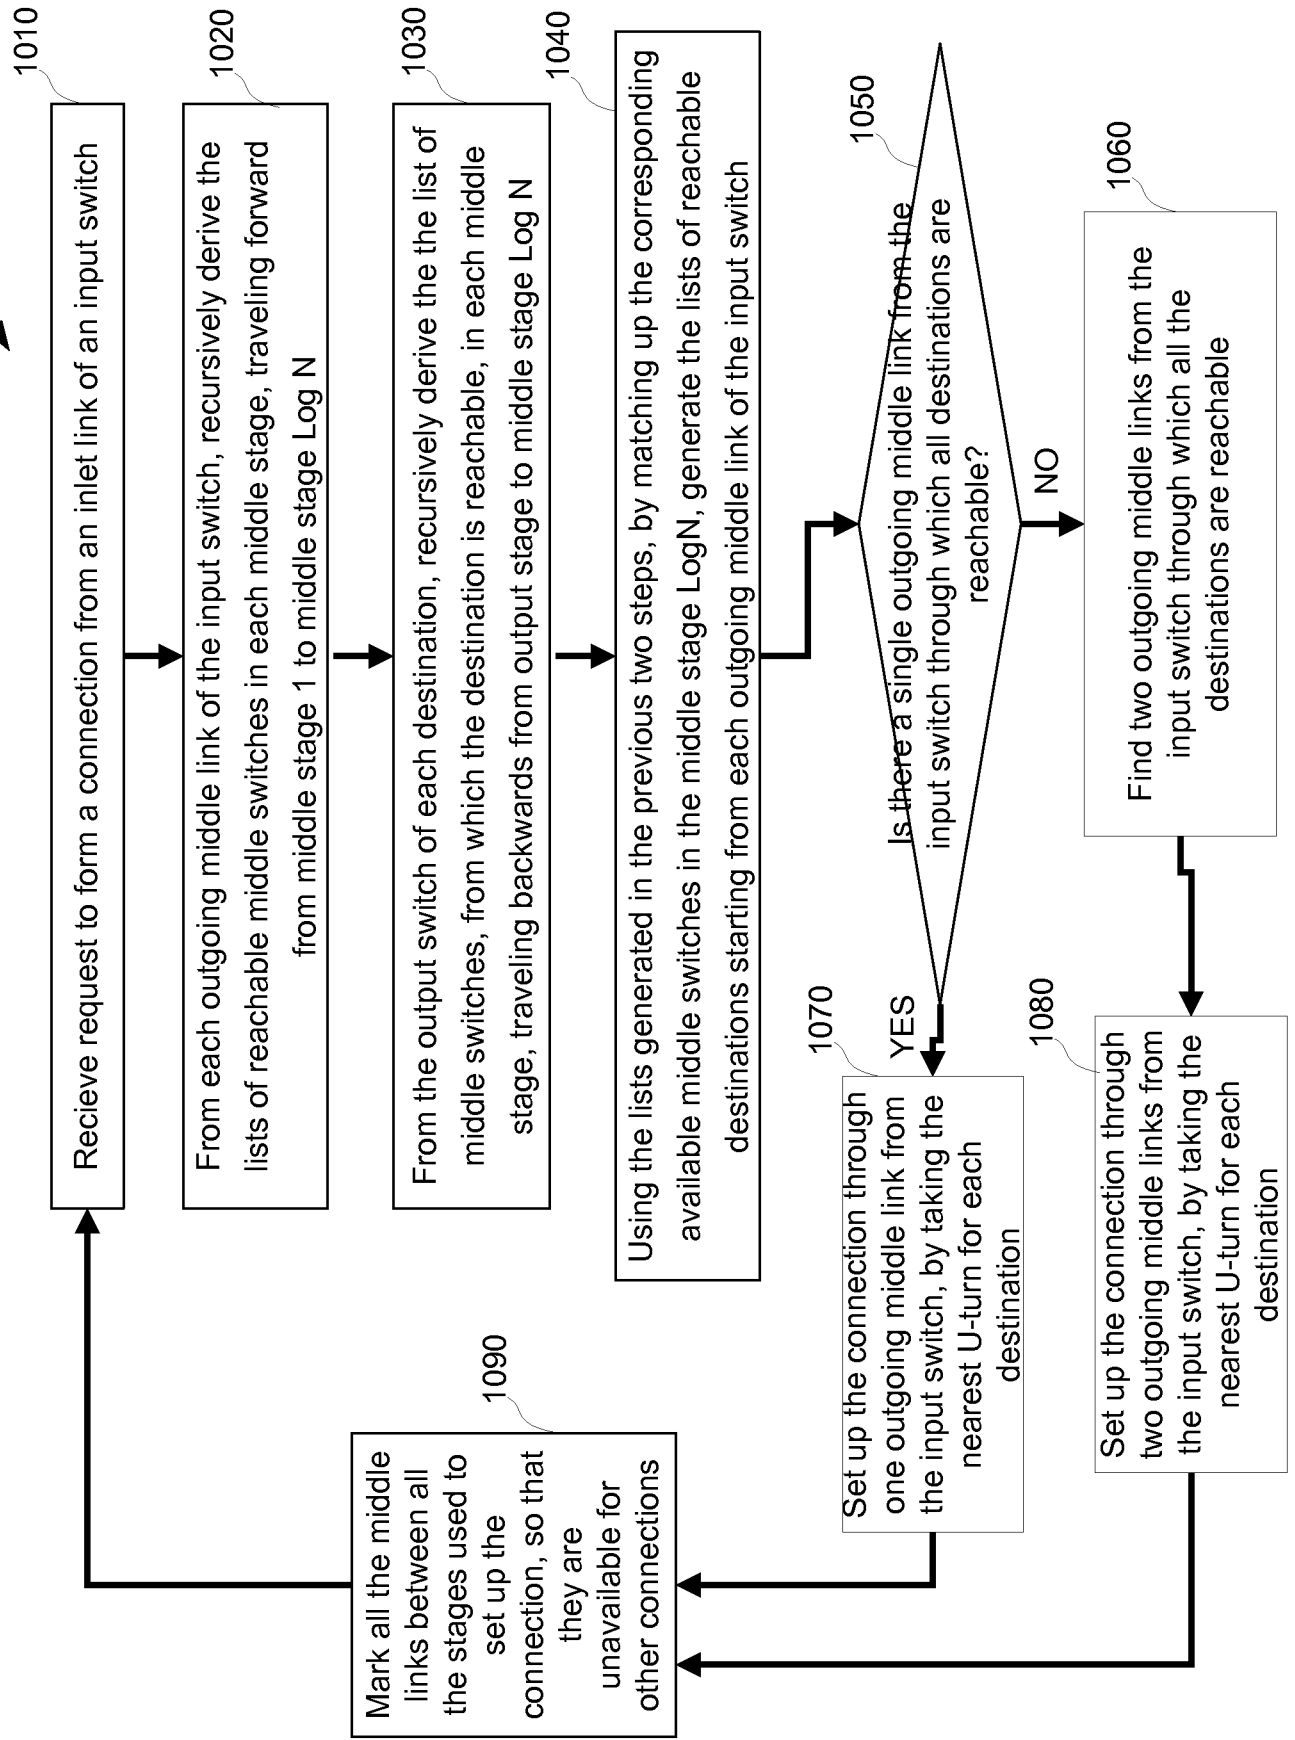 1010
Recieve request to form a connection from an inlet link of an input switch
1020
From each outgoing middle link of the input switch, recursively derive the
lists of reachable middle switches in each middle stage, traveling forward
from middle stage 1 to middle stage Log N
1030
From the output switch of each destination, recursively derive the the list of
middle switches, from which the destination is reachable, in each middle
stage, traveling backwards from output stage to middle stage Log N
1040
Using the lists generated in the previous two steps, by matching up the corresponding
available middle switches in the middle stage LogN, generate the lists of reachable
destinations starting from each outgoing middle link of the input switch
1050
Is there a single outgoing middle link from the
input switch through which all destinations are
reachable?
YES
NO
1060
Find two outgoing middle links from the
input switch through which all the
destinations are reachable
1070
Set up the connection through
one outgoing middle link from
the input switch, by taking the
nearest U-turn for each
destination
1080
Set up the connection through
two outgoing middle links from
the input switch, by taking the
nearest U-turn for each
destination
1090
Mark all the middle
links between all
the stages used to
set up the
connection, so that
they are
unavailable for
other connections